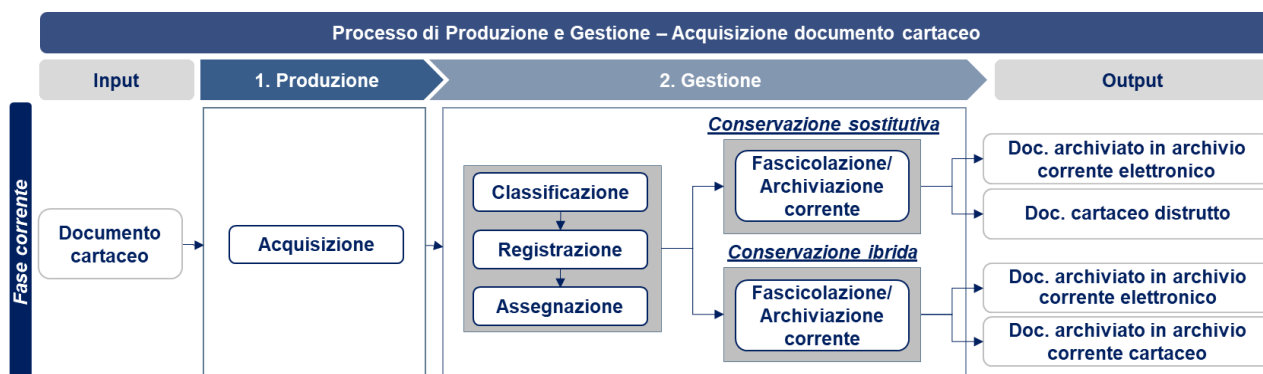 Processo di Produzione e Gestione – Acquisizione documento cartaceo
Input
1. Produzione
2. Gestione
Output
Fase corrente
Documento
cartaceo
Acquisizione
Classificazione
Registrazione
Assegnazione
Conservazione sostitutiva
Fascicolazione/
Archiviazione
corrente
Conservazione ibrida
Fascicolazione/
Archiviazione
corrente
Doc. archiviato in archivio
corrente elettronico
Doc. cartaceo distrutto
Doc. archiviato in archivio
corrente elettronico
Doc. archiviato in archivio
corrente cartaceo